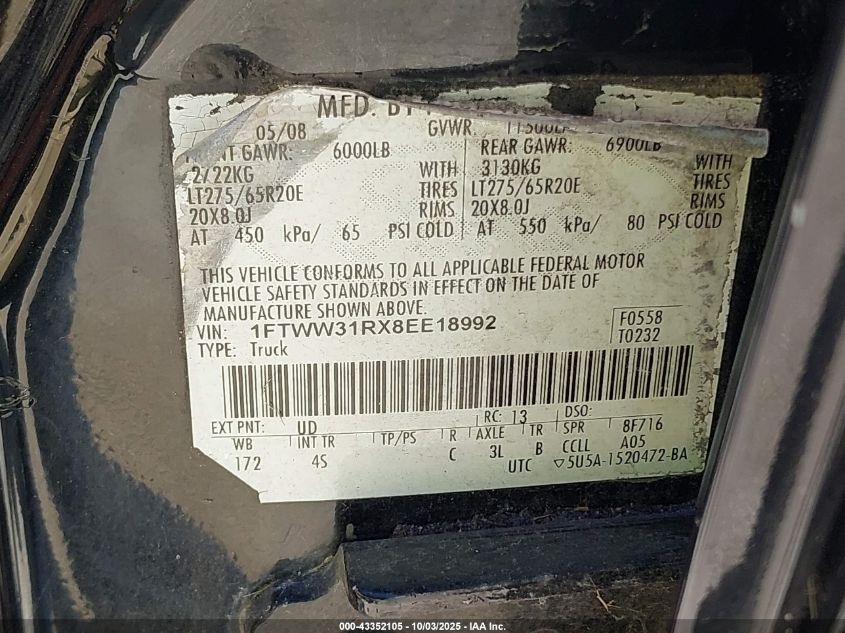 MFD. BY
05/08 GVWR:
GAWR: 6000LB REAR GAWR: 6900LB
2722KG WITH 3130KG WITH
LT275/65R20E TIRES LT275/65R20E TIRES
20X8.0J RIMS 20X8.0J RIMS
AT 450 kPa/ 65 PSI COLD AT 550 kPa/ 80 PSI COLD
THIS VEHICLE CONFORMS TO ALL APPLICABLE FEDERAL MOTOR
VEHICLE SAFETY STANDARDS IN EFFECT ON THE DATE OF
MANUFACTURE SHOWN ABOVE.
VIN: 1FTWW31RX8EE18992 F0558
TYPE: Truck T0232
EXT PNT: UD RC: 13 DSO:
WB INT TR TP/PS R AXLE TR SPR 8F716
172 4S C 3L B CCLL A05
UTC ▽5U5A-1520472-BA
000-43352105 - 10/03/2025 - IAA Inc.